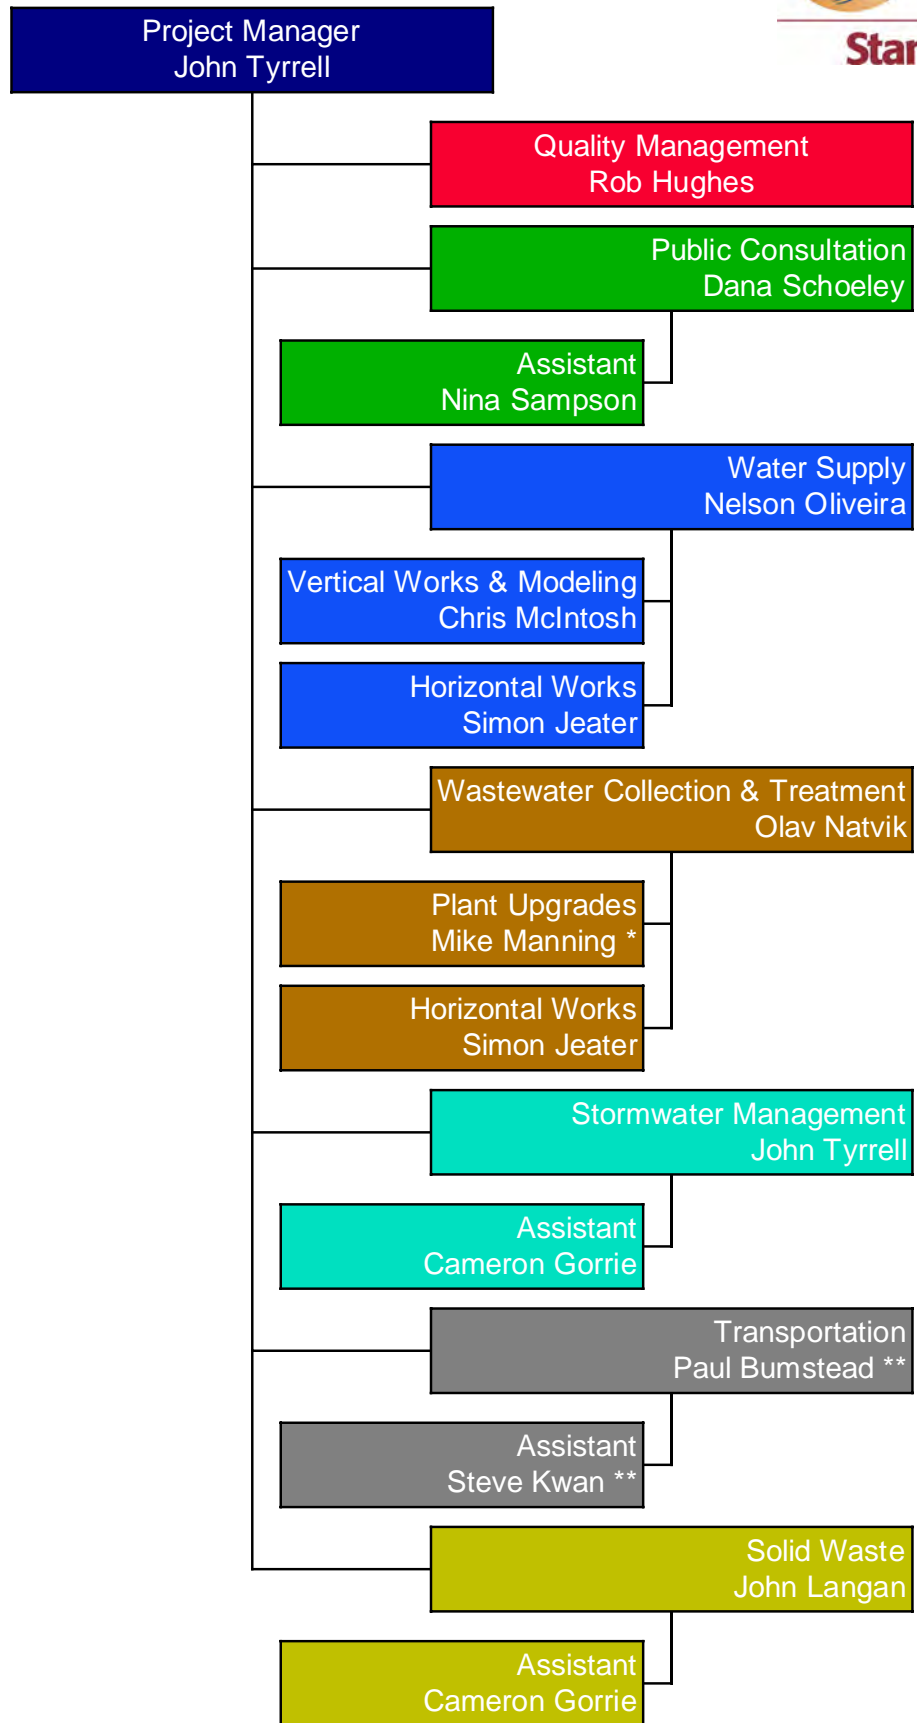 Project Manager
John Tyrrell
Quality Management
Rob Hughes
Public Consultation
Dana Schoeley
Assistant
Nina Sampson
Water Supply
Nelson Oliveira
Vertical Works & Modeling
Chris McIntosh
Horizontal Works
Simon Jeater
Wastewater Collection & Treatment
Olav Natvik
Plant Upgrades
Mike Manning *
Horizontal Works
Simon Jeater
Stormwater Management
John Tyrrell
Assistant
Cameron Gorrie
Transportation
Paul Bumstead **
Assistant
Steve Kwan **
Solid Waste
John Langan
Assistant
Cameron Gorrie